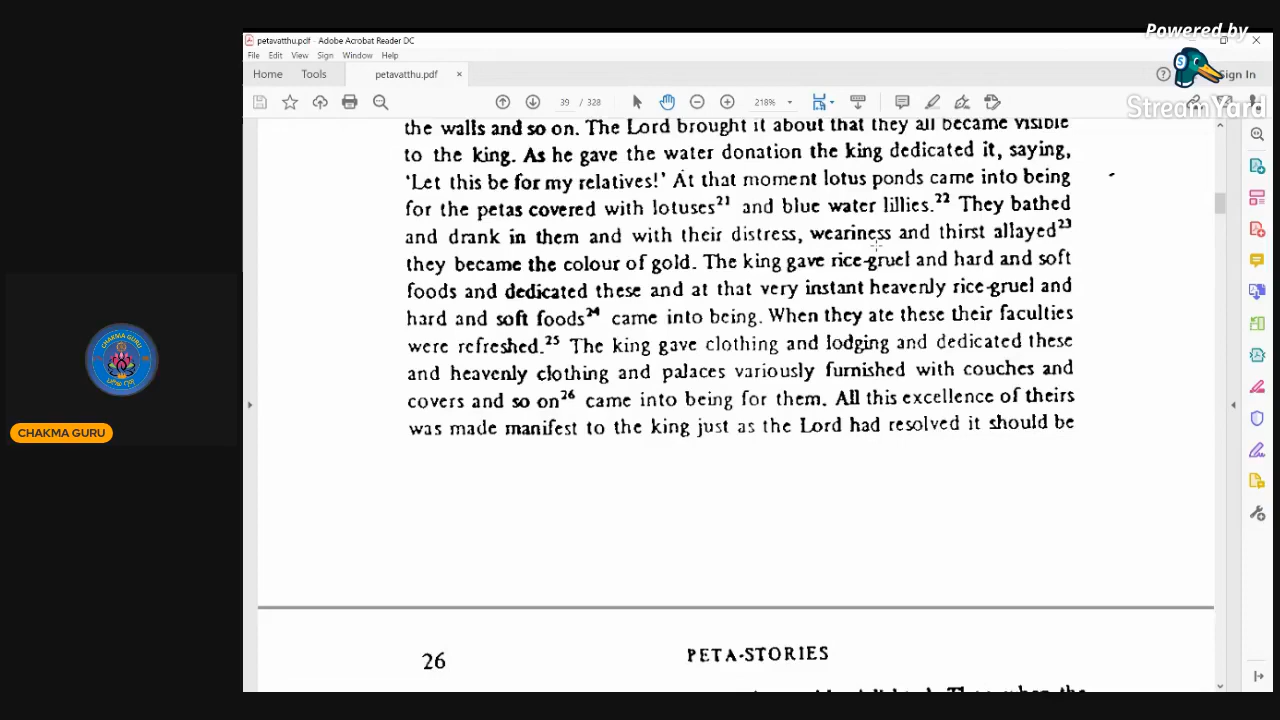 Powered by
StreamYard
petavatthu.pdf - Adobe Acrobat Reader DC
File Edit View Sign Window Help
Home Tools petavatthu.pdf × Sign In
39 / 328 218%
the walls and so on. The Lord brought it about that they all became visible
to the king. As he gave the water donation the king dedicated it, saying,
'Let this be for my relatives!' At that moment lotus ponds came into being
for the petas covered with lotuses²¹ and blue water lillies.²² They bathed
and drank in them and with their distress, weariness and thirst allayed²³
they became the colour of gold. The king gave rice-gruel and hard and soft
foods and dedicated these and at that very instant heavenly rice-gruel and
hard and soft foods²⁴ came into being. When they ate these their faculties
were refreshed.²⁵ The king gave clothing and lodging and dedicated these
and heavenly clothing and palaces variously furnished with couches and
covers and so on²⁶ came into being for them. All this excellence of theirs
was made manifest to the king just as the Lord had resolved it should be
26 PETA-STORIES
CHAKMA GURU
CHAKMA GURU